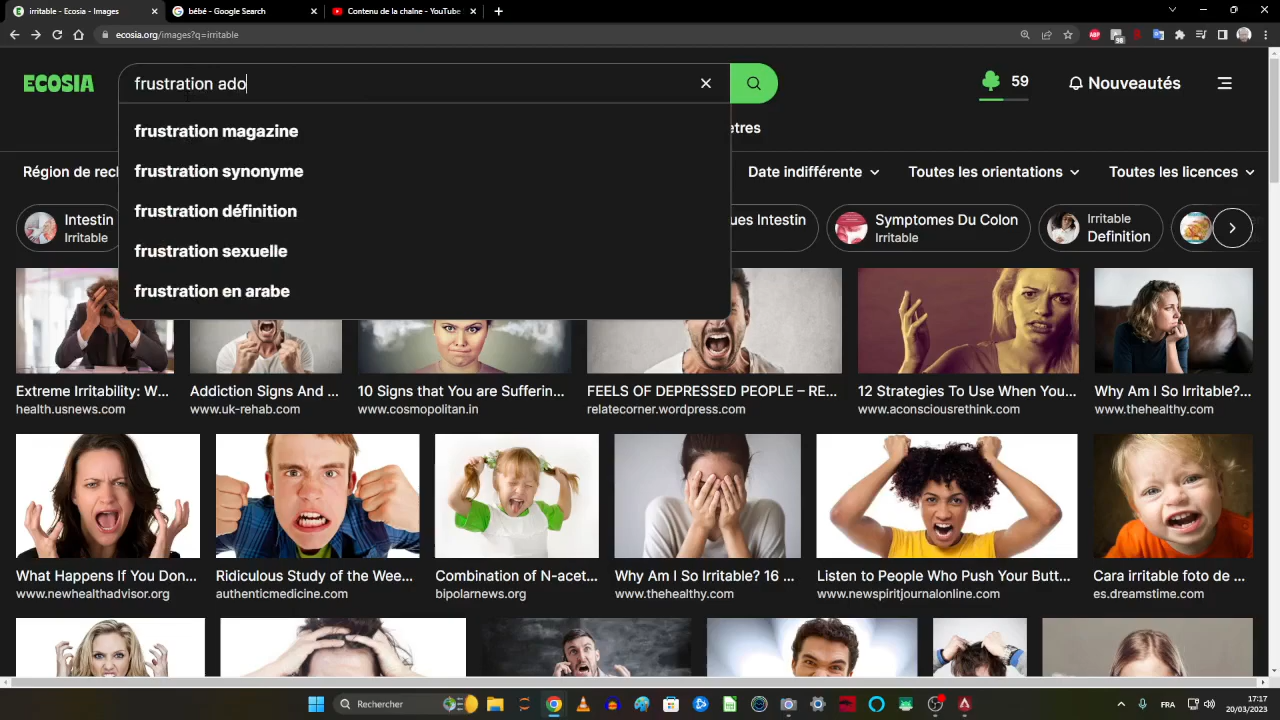 irritable - Ecosia - Images
bébé - Google Search
Contenu de la chaîne - YouTube
ecosia.org/images?q=irritable
ABP
ECOSIA
frustration ado
59
Nouveautés
frustration magazine
frustration synonyme
frustration définition
frustration sexuelle
frustration en arabe
etres
Région de rec
Date indifférente
Toutes les orientations
Toutes les licences
Intestin
Irritable
ues Intestin
Symptomes Du Colon
Irritable
Irritable
Definition
Extreme Irritability: W...
health.usnews.com
Addiction Signs And ...
www.uk-rehab.com
10 Signs that You are Sufferin...
www.cosmopolitan.in
FEELS OF DEPRESSED PEOPLE – RE...
relatecorner.wordpress.com
12 Strategies To Use When You...
www.aconsciousrethink.com
Why Am I So Irritable?...
www.thehealthy.com
What Happens If You Don...
www.newhealthadvisor.org
Ridiculous Study of the Wee...
authenticmedicine.com
Combination of N-acet...
bipolarnews.org
Why Am I So Irritable? 16 ...
www.thehealthy.com
Listen to People Who Push Your Butt...
www.newspiritjournalonline.com
Cara irritable foto de ...
es.dreamstime.com
Rechercher
FRA
17:17
20/03/2023